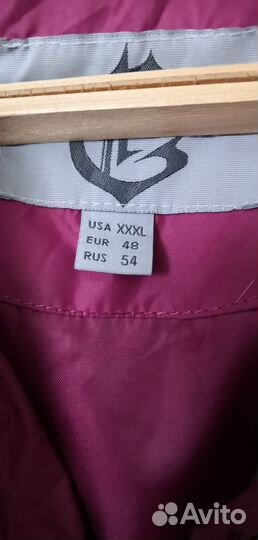 USA XXXL
EUR 48
RUS 54
Avito